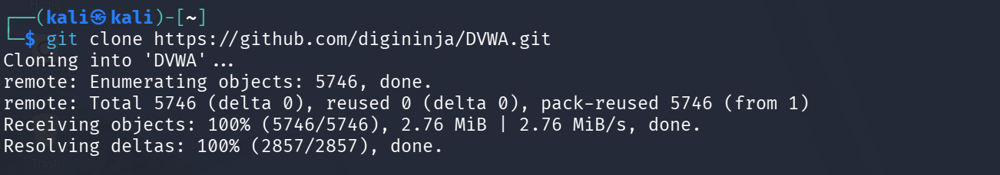 Home
┌──(kali㉿kali)-[~]
└─$ git clone https://github.com/digininja/DVWA.git
Cloning into 'DVWA'...
remote: Enumerating objects: 5746, done.
remote: Total 5746 (delta 0), reused 0 (delta 0), pack-reused 5746 (from 1)
Receiving objects: 100% (5746/5746), 2.76 MiB | 2.76 MiB/s, done.
Resolving deltas: 100% (2857/2857), done.
Trash